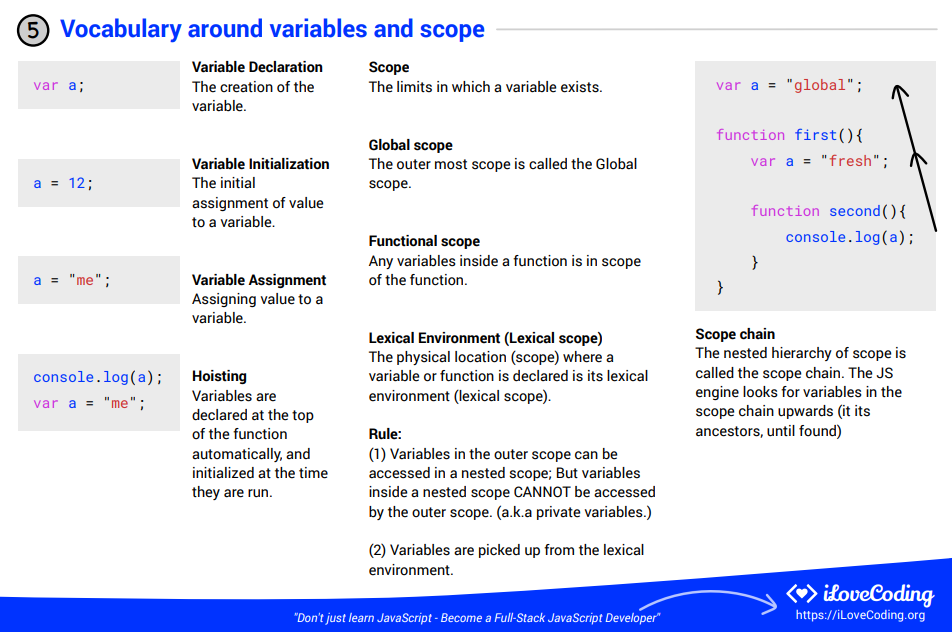 5 Vocabulary around variables and scope
var a;
Variable Declaration
The creation of the
variable.
a = 12;
Variable Initialization
The initial
assignment of value
to a variable.
a = "me";
Variable Assignment
Assigning value to a
variable.
console.log(a);
var a = "me";
Hoisting
Variables are
declared at the top
of the function
automatically, and
initialized at the time
they are run.
Scope
The limits in which a variable exists.
Global scope
The outer most scope is called the Global
scope.
Functional scope
Any variables inside a function is in scope
of the function.
Lexical Environment (Lexical scope)
The physical location (scope) where a
variable or function is declared is its lexical
environment (lexical scope).
Rule:
(1) Variables in the outer scope can be
accessed in a nested scope; But variables
inside a nested scope CANNOT be accessed
by the outer scope. (a.k.a private variables.)
(2) Variables are picked up from the lexical
environment.
var a = "global";
function first(){
var a = "fresh";
function second(){
console.log(a);
}
}
Scope chain
The nested hierarchy of scope is
called the scope chain. The JS
engine looks for variables in the
scope chain upwards (it its
ancestors, until found)
"Don't just learn JavaScript - Become a Full-Stack JavaScript Developer"
iLoveCoding
https://iLoveCoding.org